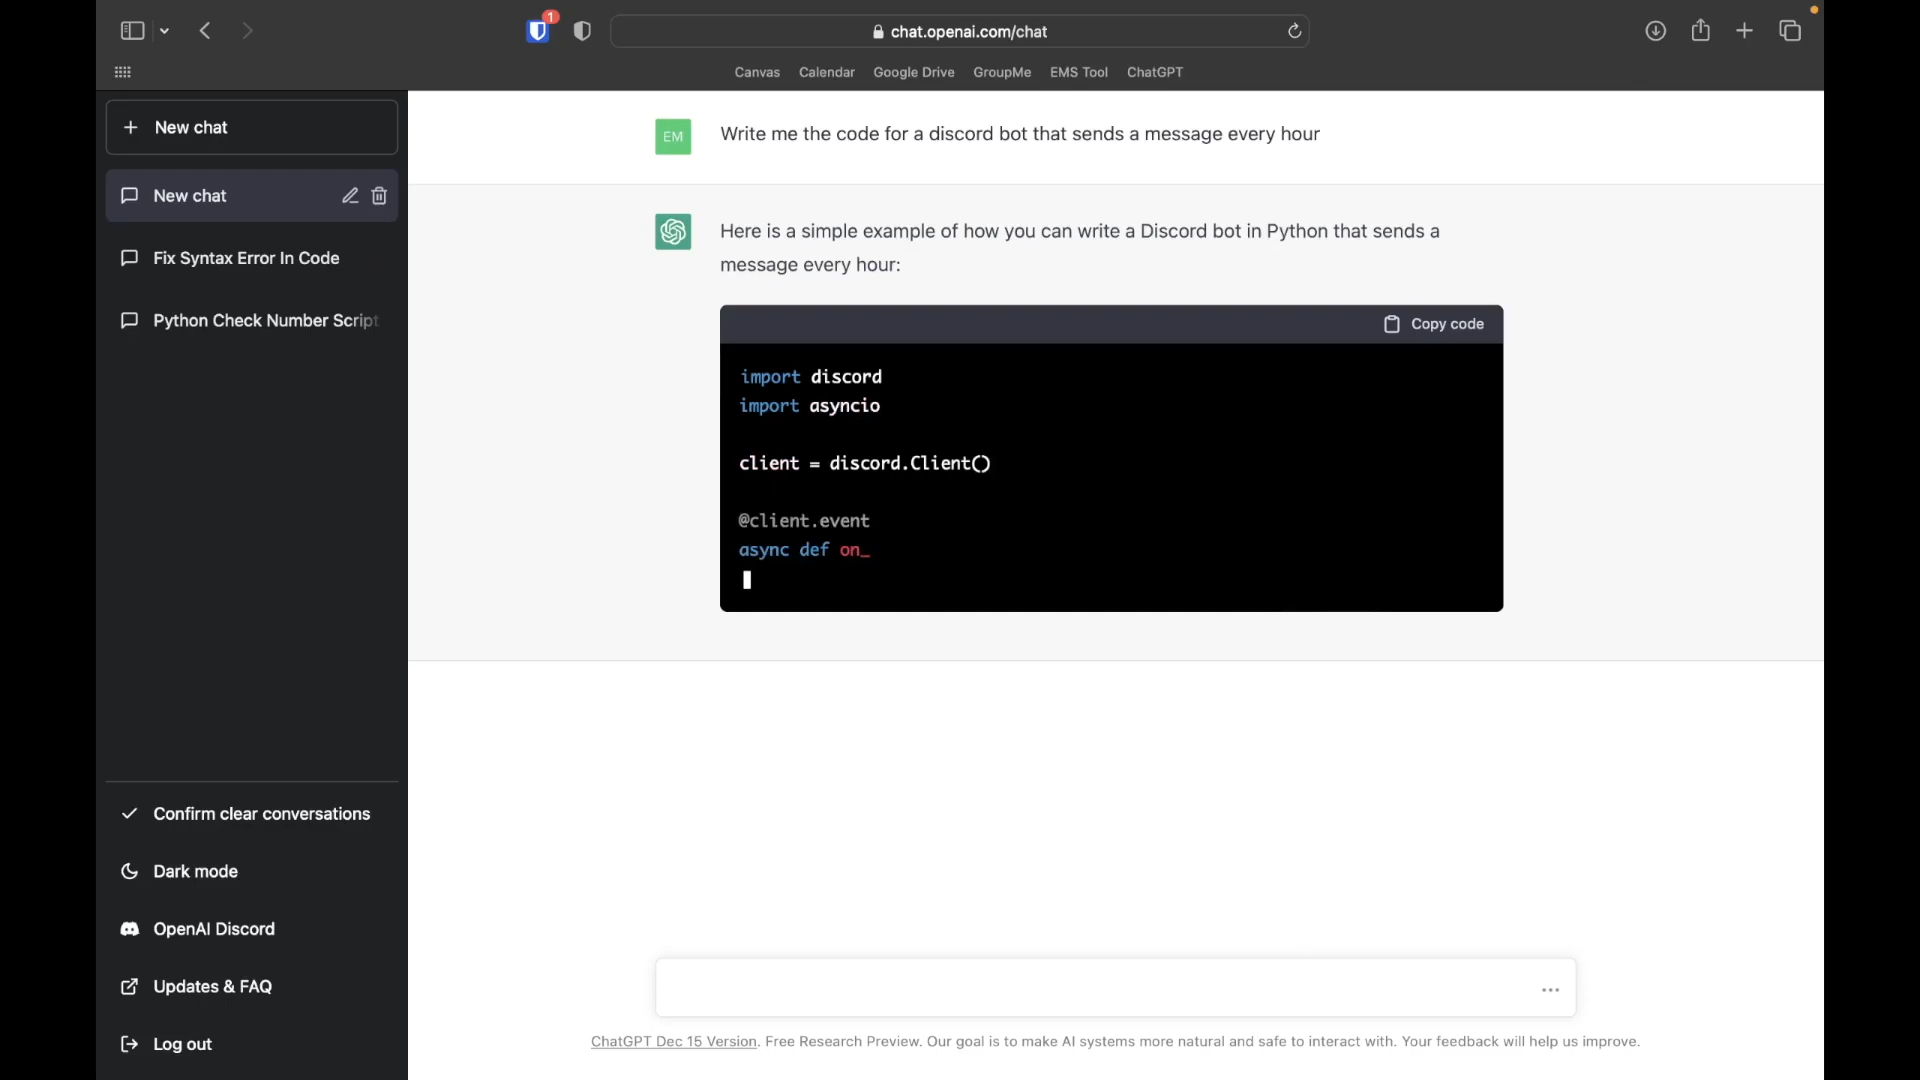 1
chat.openai.com/chat
Canvas Calendar Google Drive GroupMe EMS Tool ChatGPT
New chat
New chat
Fix Syntax Error In Code
Python Check Number Script
Confirm clear conversations
Dark mode
OpenAI Discord
Updates & FAQ
Log out
EM
Write me the code for a discord bot that sends a message every hour
Here is a simple example of how you can write a Discord bot in Python that sends a
message every hour:
Copy code
import discord
import asyncio
client = discord.Client()
@client.event
async def on_
ChatGPT Dec 15 Version. Free Research Preview. Our goal is to make AI systems more natural and safe to interact with. Your feedback will help us improve.